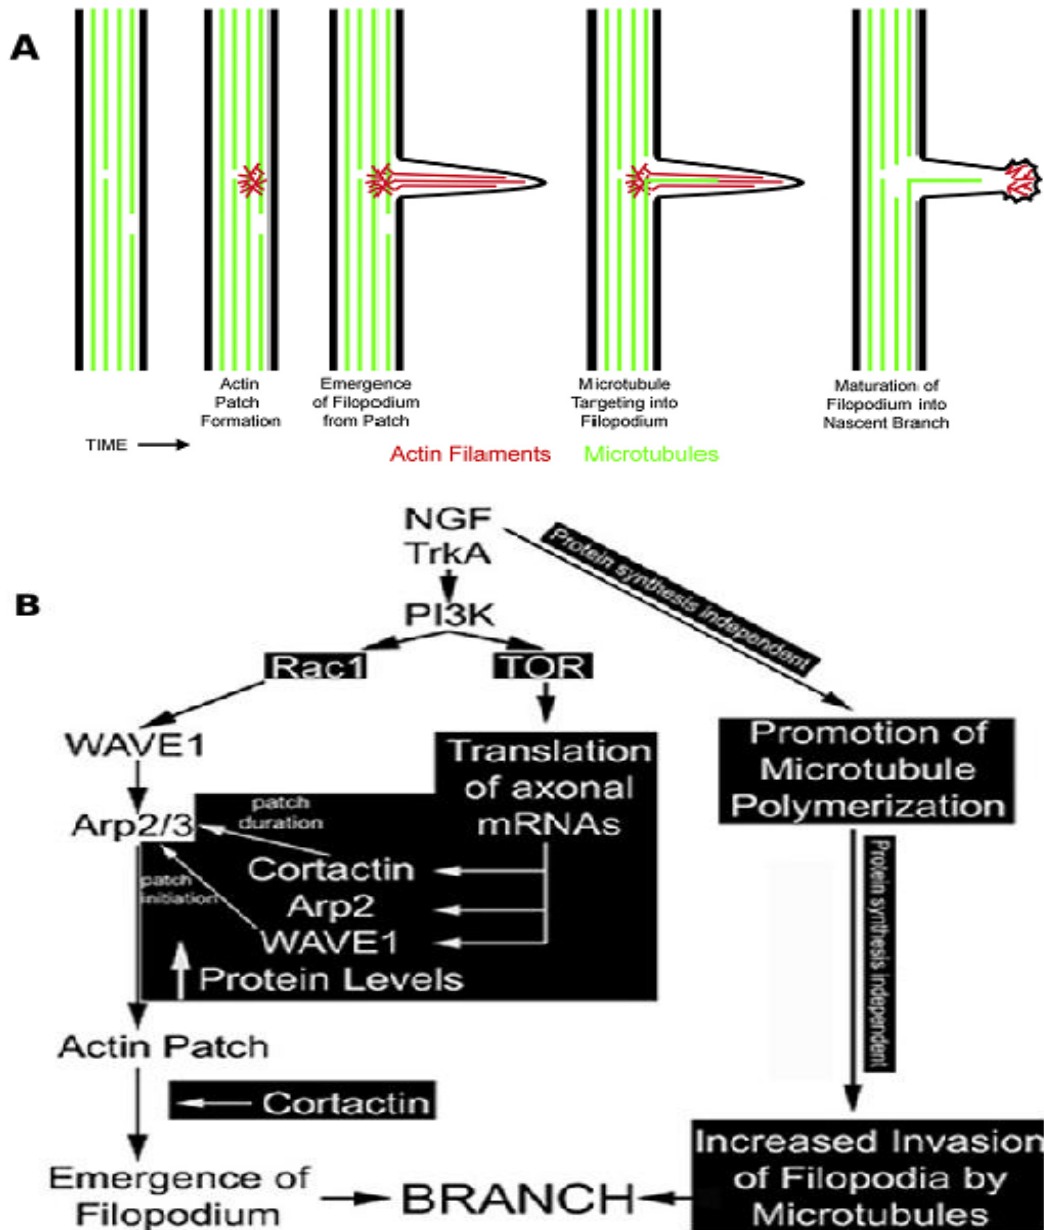 A
Actin
Patch
Formation
Emergence
of Filopodium
from Patch
Microtubule
Targeting into
Filopodium
Maturation of
Filopodium into
Nascent Branch
TIME
Actin Filaments
Microtubules
B
NGF
TrkA
Protein synthesis independent
PI3K
Rac1
TOR
WAVE1
Translation
of axonal
mRNAs
Promotion of
Microtubule
Polymerization
Arp2/3
patch
duration
Cortactin
patch
initiation
Arp2
WAVE1
Protein Levels
Protein synthesis independent
Actin Patch
Cortactin
Emergence of
Filopodium
BRANCH
Increased Invasion
of Filopodia by
Microtubules